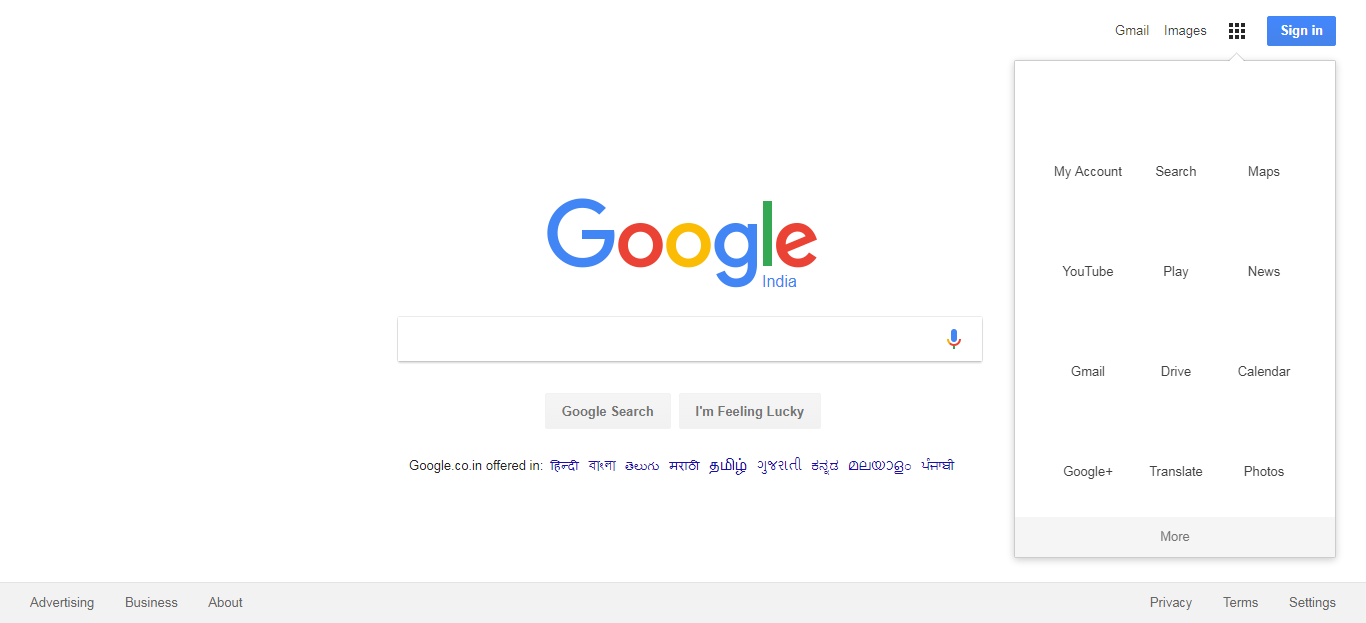 Gmail Images Sign in
My Account Search Maps
YouTube Play News
Gmail Drive Calendar
Google+ Translate Photos
More
Google
India
Google Search I'm Feeling Lucky
Google.co.in offered in: हिन्दी বাংলা తెలుగు मराठी தமிழ் ગુજરાતી ಕನ್ನಡ മലയാളം ਪੰਜਾਬੀ
Advertising Business About Privacy Terms Settings